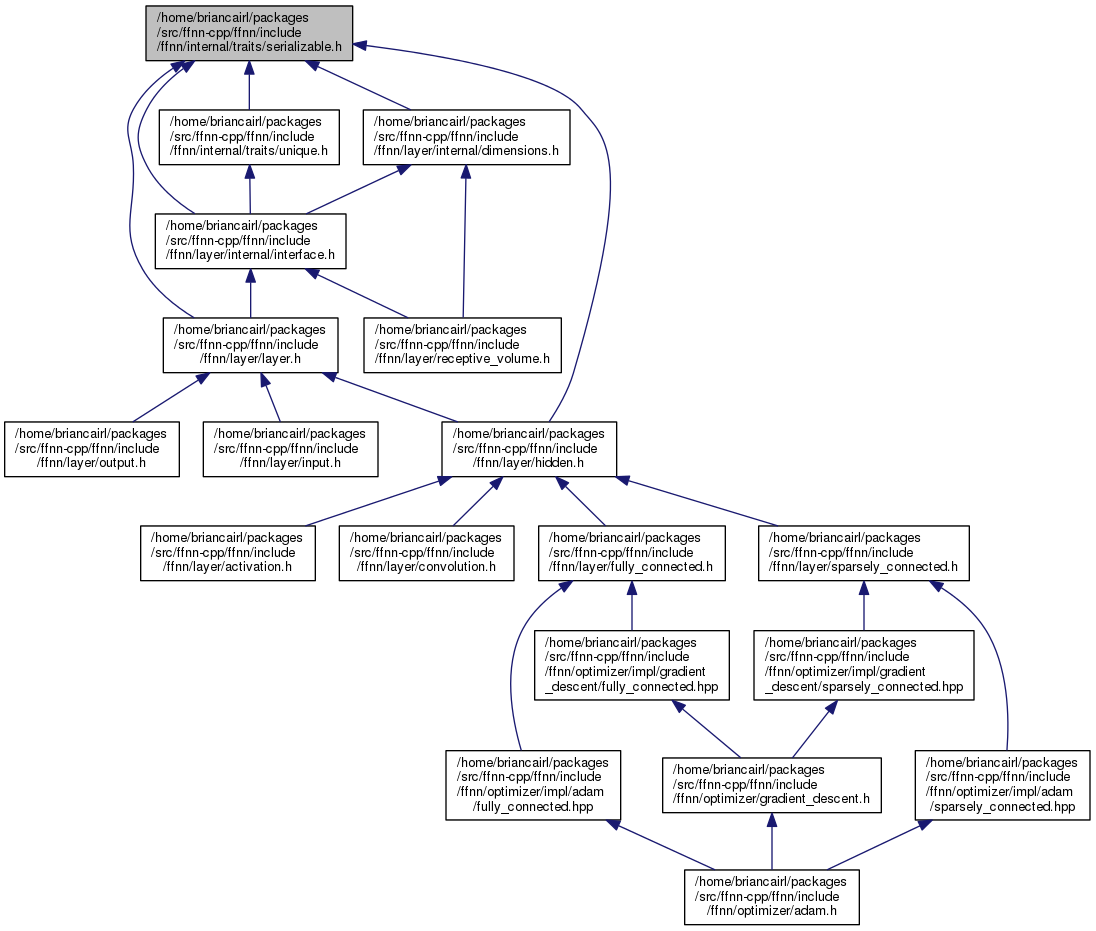 /home/briancairl/packages
/src/ffnn-cpp/ffnn/include
/ffnn/internal/traits/serializable.h
/home/briancairl/packages
/src/ffnn-cpp/ffnn/include
/ffnn/internal/traits/unique.h
/home/briancairl/packages
/src/ffnn-cpp/ffnn/include
/ffnn/layer/internal/dimensions.h
/home/briancairl/packages
/src/ffnn-cpp/ffnn/include
/ffnn/layer/internal/interface.h
/home/briancairl/packages
/src/ffnn-cpp/ffnn/include
/ffnn/layer/layer.h
/home/briancairl/packages
/src/ffnn-cpp/ffnn/include
/ffnn/layer/receptive_volume.h
/home/briancairl/packages
/src/ffnn-cpp/ffnn/include
/ffnn/layer/output.h
/home/briancairl/packages
/src/ffnn-cpp/ffnn/include
/ffnn/layer/input.h
/home/briancairl/packages
/src/ffnn-cpp/ffnn/include
/ffnn/layer/hidden.h
/home/briancairl/packages
/src/ffnn-cpp/ffnn/include
/ffnn/layer/activation.h
/home/briancairl/packages
/src/ffnn-cpp/ffnn/include
/ffnn/layer/convolution.h
/home/briancairl/packages
/src/ffnn-cpp/ffnn/include
/ffnn/layer/fully_connected.h
/home/briancairl/packages
/src/ffnn-cpp/ffnn/include
/ffnn/layer/sparsely_connected.h
/home/briancairl/packages
/src/ffnn-cpp/ffnn/include
/ffnn/optimizer/impl/gradient
_descent/fully_connected.hpp
/home/briancairl/packages
/src/ffnn-cpp/ffnn/include
/ffnn/optimizer/impl/gradient
_descent/sparsely_connected.hpp
/home/briancairl/packages
/src/ffnn-cpp/ffnn/include
/ffnn/optimizer/impl/adam
/fully_connected.hpp
/home/briancairl/packages
/src/ffnn-cpp/ffnn/include
/ffnn/optimizer/gradient_descent.h
/home/briancairl/packages
/src/ffnn-cpp/ffnn/include
/ffnn/optimizer/impl/adam
/sparsely_connected.hpp
/home/briancairl/packages
/src/ffnn-cpp/ffnn/include
/ffnn/optimizer/adam.h